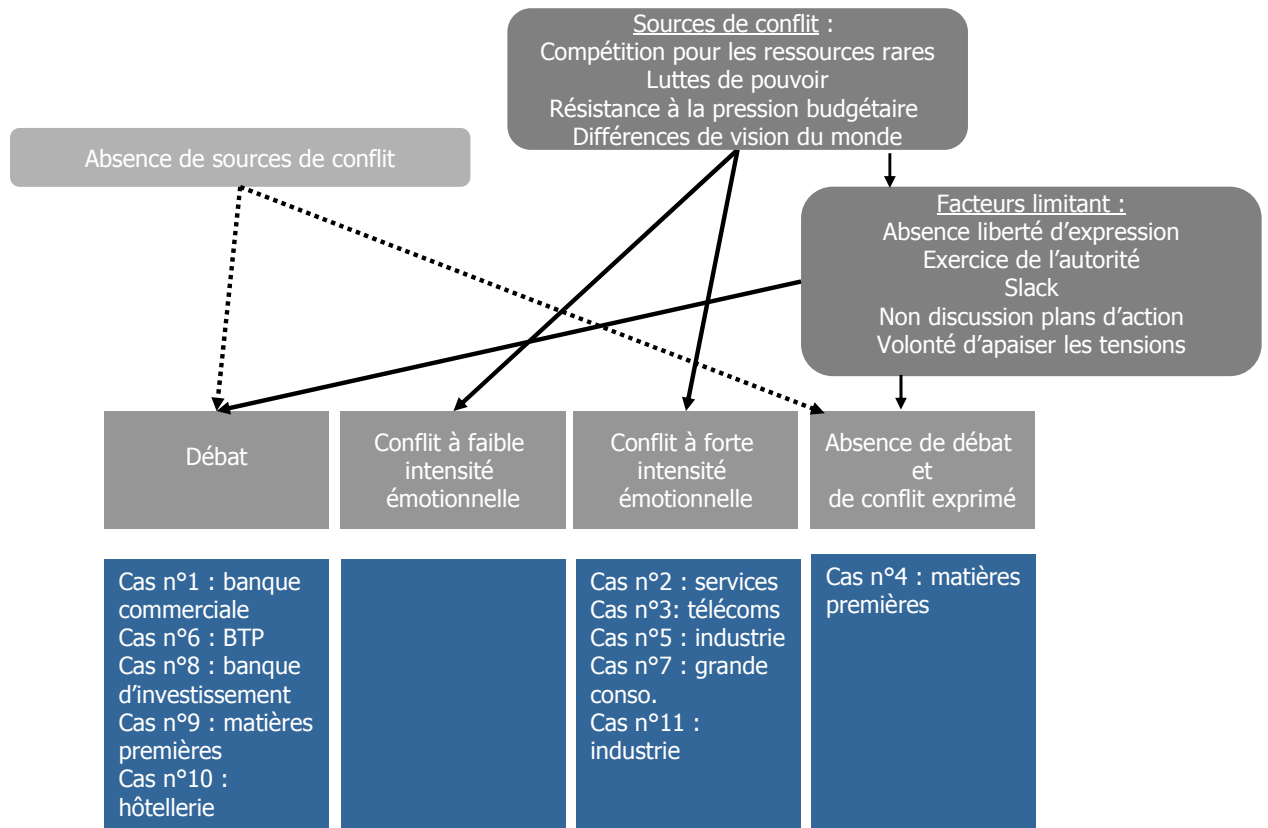 Sources de conflit :
Compétition pour les ressources rares
Luttes de pouvoir
Résistance à la pression budgétaire
Différences de vision du monde
Absence de sources de conflit
Facteurs limitant :
Absence liberté d'expression
Exercice de l'autorité
Slack
Non discussion plans d'action
Volonté d'apaiser les tensions
Débat
Conflit à faible
intensité
émotionnelle
Conflit à forte
intensité
émotionnelle
Absence de débat
et
de conflit exprimé
Cas n°1 : banque
commerciale
Cas n°6 : BTP
Cas n°8 : banque
d'investissement
Cas n°9 : matières
premières
Cas n°10 :
hôtellerie
Cas n°2 : services
Cas n°3: télécoms
Cas n°5 : industrie
Cas n°7 : grande
conso.
Cas n°11 :
industrie
Cas n°4 : matières
premières